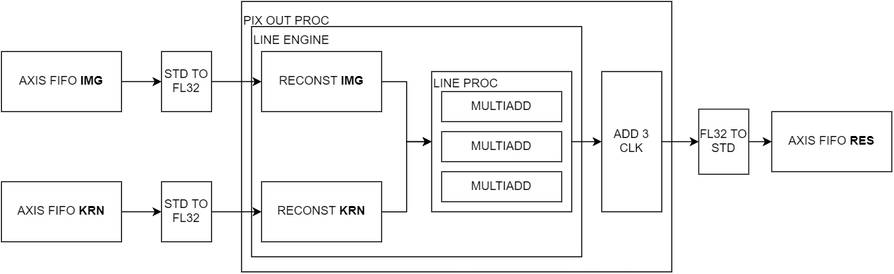 PIX OUT PROC
LINE ENGINE
AXIS FIFO IMG
STD TO
FL32
RECONST IMG
LINE PROC
MULTIADD
MULTIADD
MULTIADD
ADD 3
CLK
FL32 TO
STD
AXIS FIFO RES
AXIS FIFO KRN
STD TO
FL32
RECONST KRN